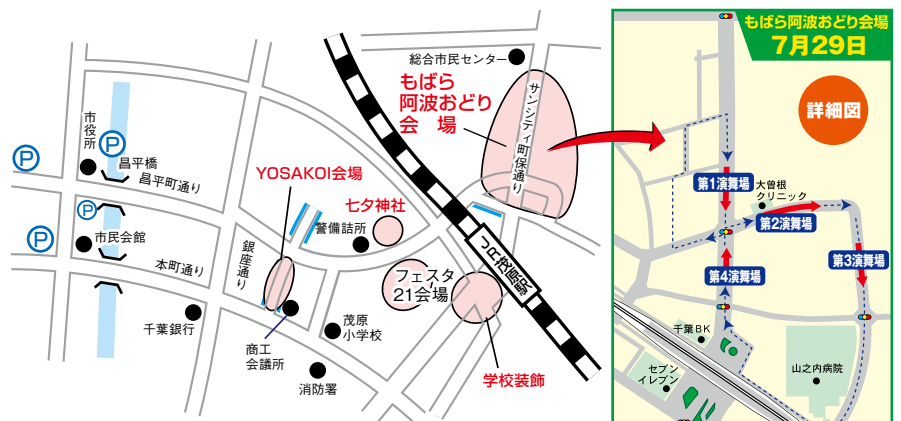 総合市民センター
もばら
阿波おどり
会 場
サンシティ町保通り
市役所
P
P
昌平橋
昌平町通り
YOSAKOI会場
七夕神社
P
P
市民会館
警備詰所
本町通り
銀座通り
JR茂原駅
フェスタ
21会場
千葉銀行
商工
会議所
茂原
小学校
消防署
学校装飾
もばら阿波おどり会場
7月29日
詳細図
第1演舞場
大曽根
クリニック
第2演舞場
第3演舞場
第4演舞場
千葉BK
セブン
イレブン
山之内病院